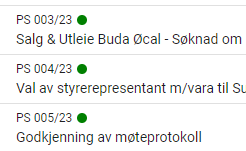 PS 003/23
Salg & Utleie Buda Øcal - Søknad om
PS 004/23
Val av styrerepresentant m/vara til Su
PS 005/23
Godkjenning av møteprotokoll